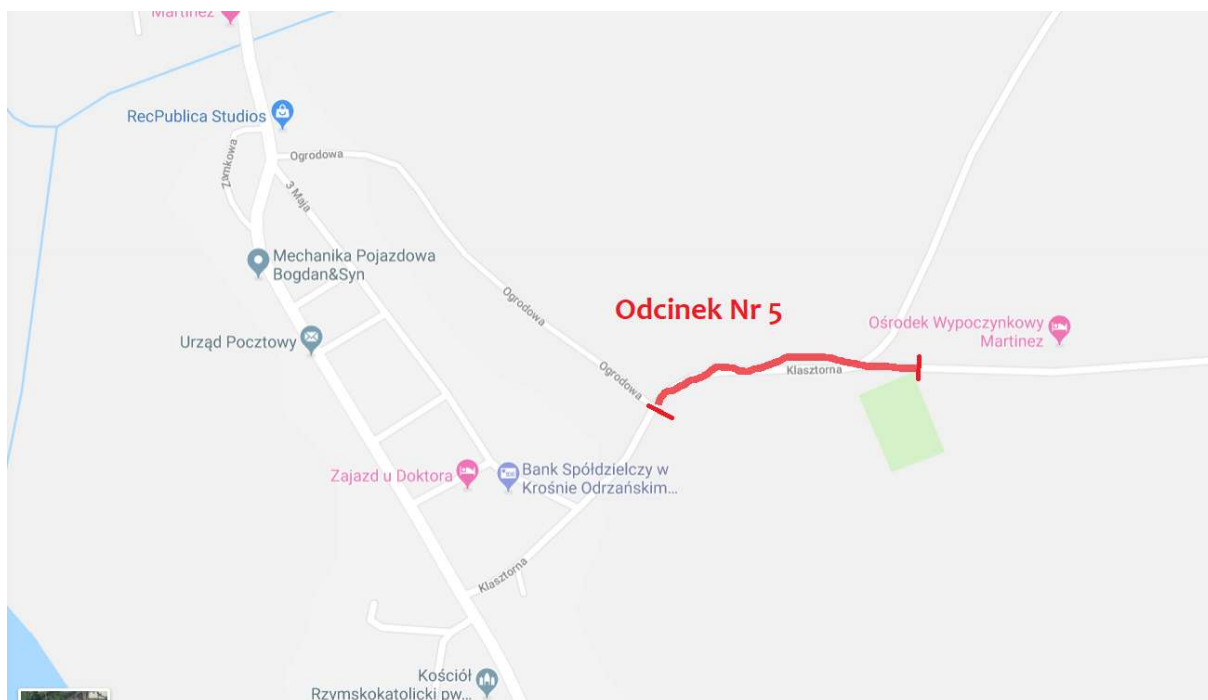 Martinez
RecPublica Studios
Zamkowa
Ogrodowa
3 Maja
Mechanika Pojazdowa
Bogdan&Syn
Urząd Pocztowy
Ogrodowa
Odcinek Nr 5
Ośrodek Wypoczynkowy
Martinez
Ogrodowa
Klasztorna
Zajazd u Doktora
Bank Spółdzielczy w
Krośnie Odrzańskim...
Klasztorna
Kościół
Rzymskokatolicki pw...